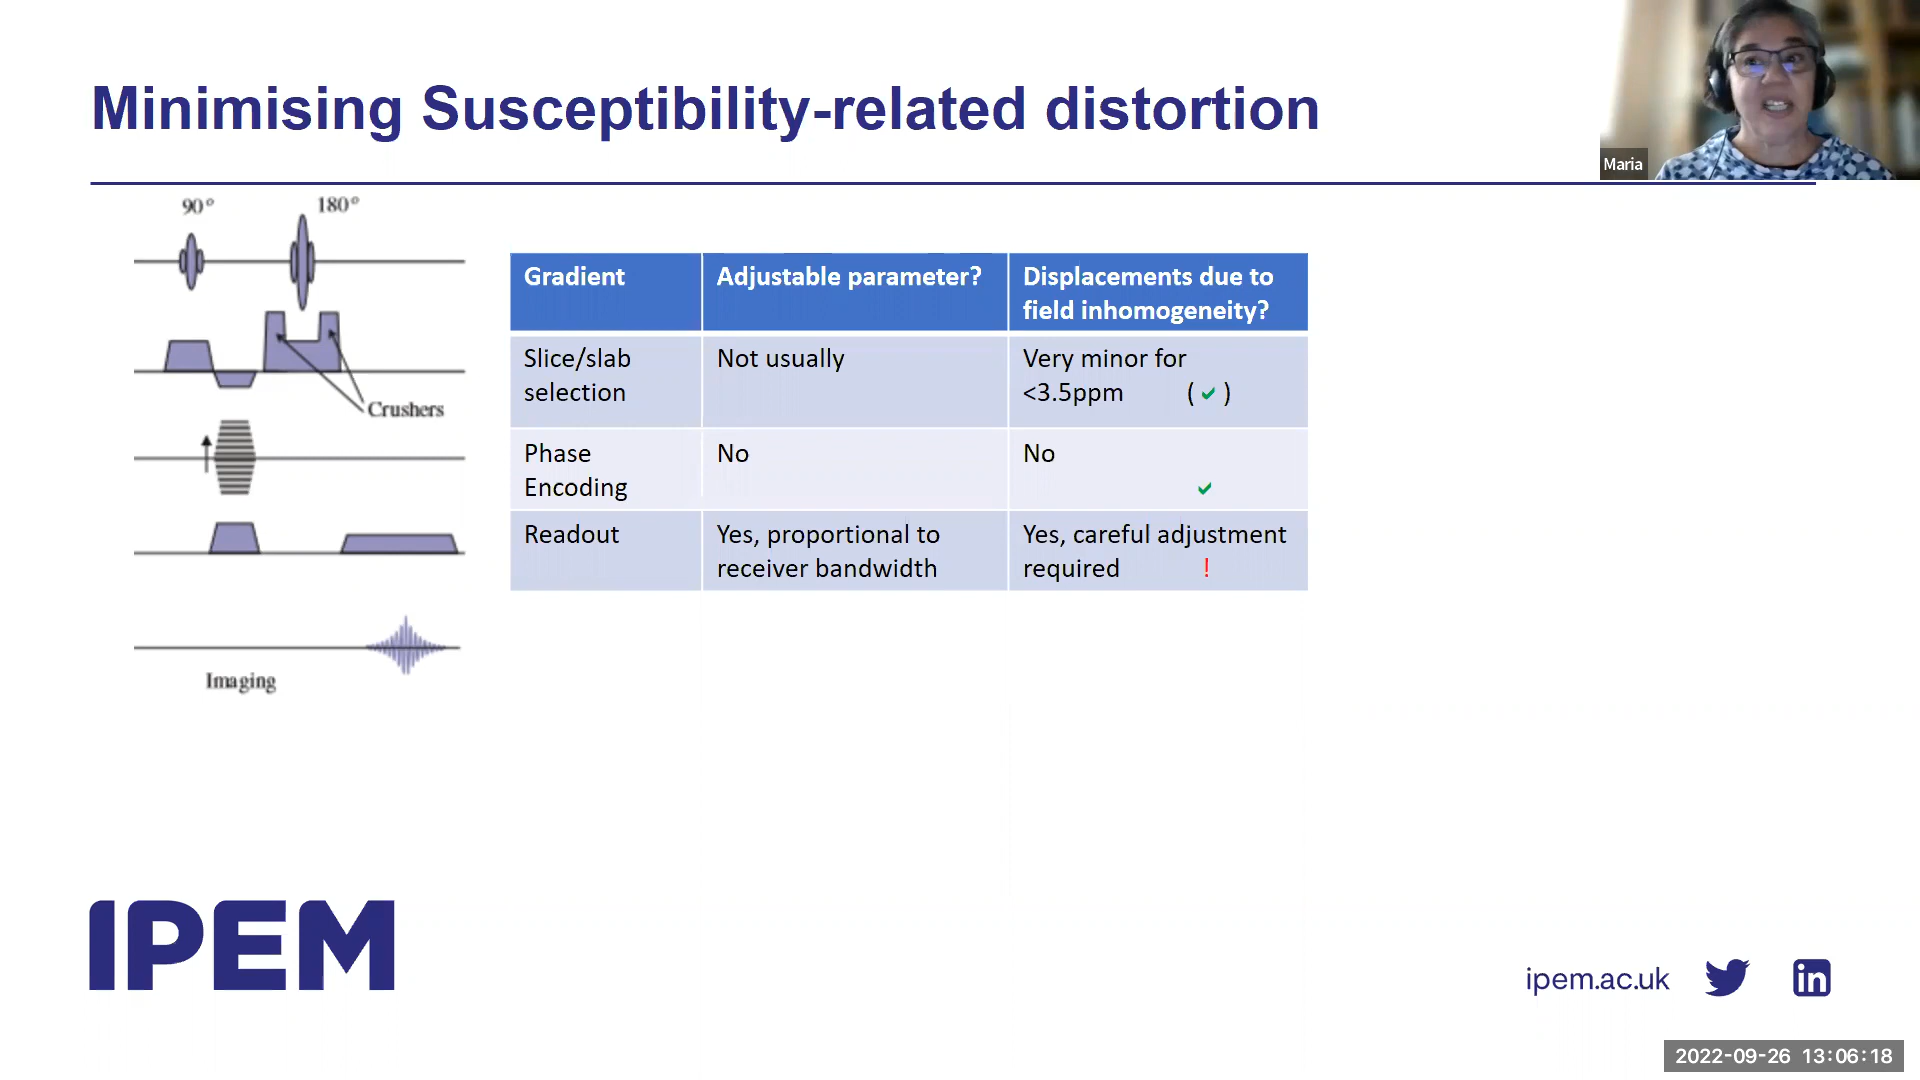 Minimising Susceptibility-related distortion
Maria
90°
180°
Crushers
Imaging
Gradient
Adjustable parameter?
Displacements due to
field inhomogeneity?
Slice/slab
selection
Not usually
Very minor for
<3.5ppm (✓)
Phase
Encoding
No
No
✓
Readout
Yes, proportional to
receiver bandwidth
Yes, careful adjustment
required !
IPEM
ipem.ac.uk
in
2022-09-26 13:06:18